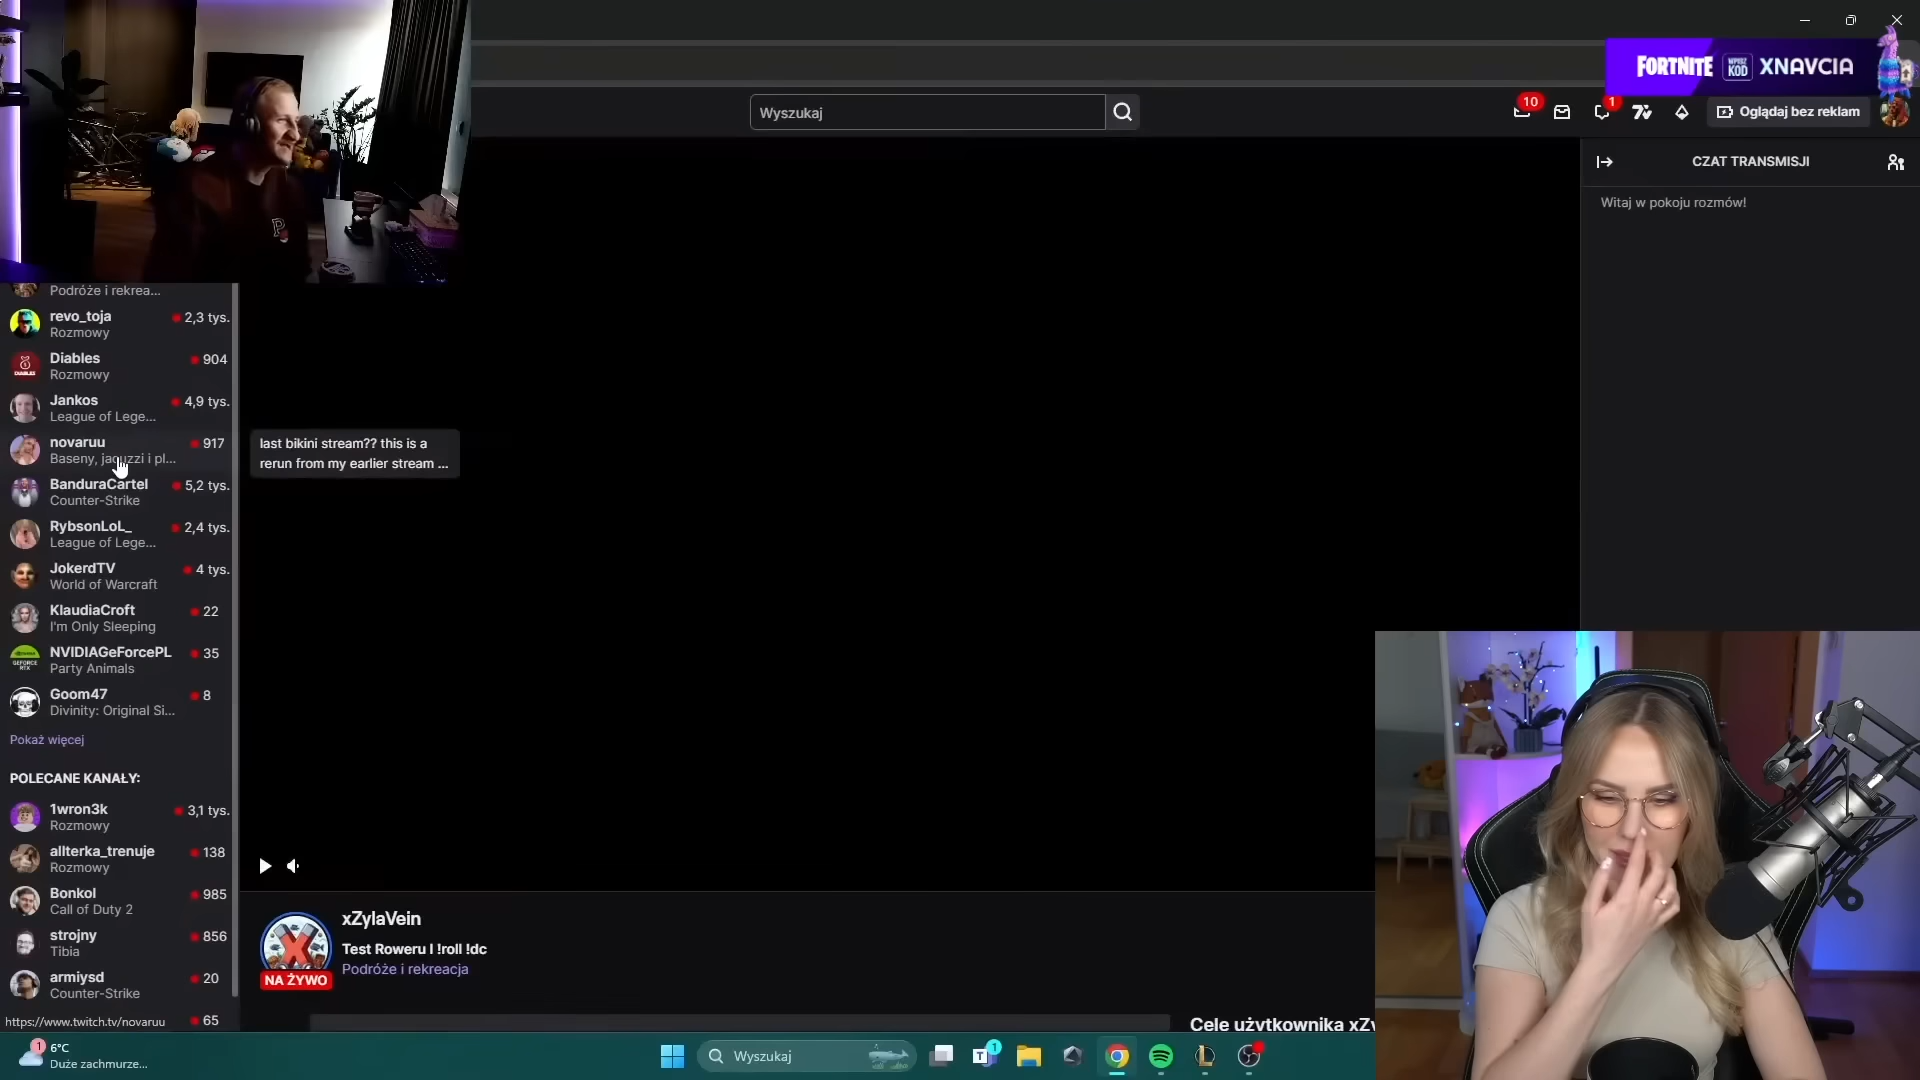 FORTNITE WPISZ KOD XNAVCIA
Wyszukaj
10
1
Oglądaj bez reklam
CZAT TRANSMISJI
Witaj w pokoju rozmów!
Podróże i rekrea...
revo_toja
2,3 tys.
Rozmowy
Diables
904
Rozmowy
Jankos
4,9 tys.
League of Lege...
novaruu
917
Baseny, jacuzzi i pl...
last bikini stream?? this is a
rerun from my earlier stream ...
BanduraCartel
5,2 tys.
Counter-Strike
RybsonLoL_
2,4 tys.
League of Lege...
JokerdTV
4 tys.
World of Warcraft
KlaudiaCroft
22
I'm Only Sleeping
NVIDIAGeForcePL
35
Party Animals
Goom47
8
Divinity: Original Si...
Pokaż więcej
POLECANE KANAŁY:
1wron3k
3,1 tys.
Rozmowy
allterka_trenuje
138
Rozmowy
Bonkol
985
Call of Duty 2
strojny
856
Tibia
armiysd
20
Counter-Strike
65
https://www.twitch.tv/novaruu
xZylaVein
Test Roweru I !roll !dc
Podróże i rekreacja
NA ŻYWO
Cele użytkownika xZy
1
6°C
Duże zachmurze...
Wyszukaj
1